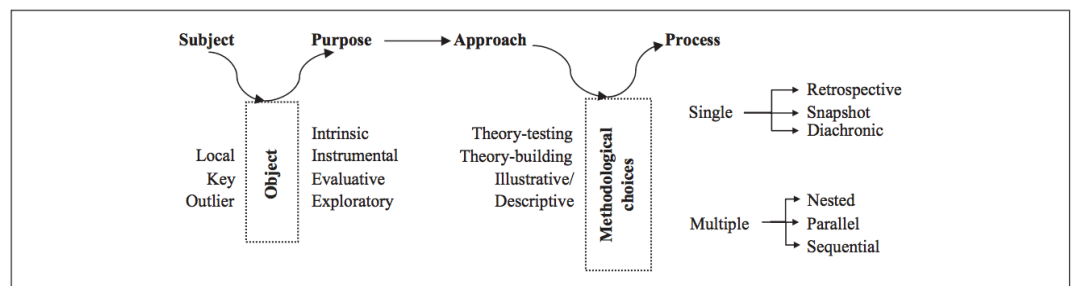 Subject
Purpose
Approach
Process
Local
Key
Outlier
Object
Intrinsic
Instrumental
Evaluative
Exploratory
Theory-testing
Theory-building
Illustrative/
Descriptive
Methodological
choices
Single
Retrospective
Snapshot
Diachronic
Multiple
Nested
Parallel
Sequential